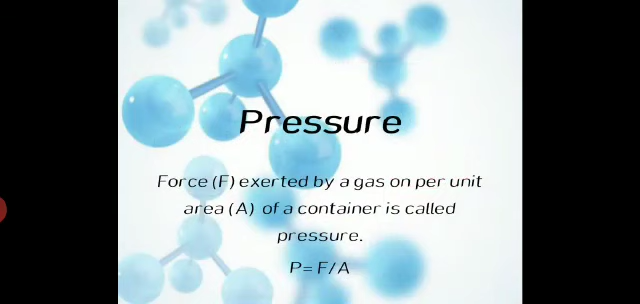 Pressure
Force (F) exerted by a gas on per unit
area (A) of a container is called
pressure.
P= F/A